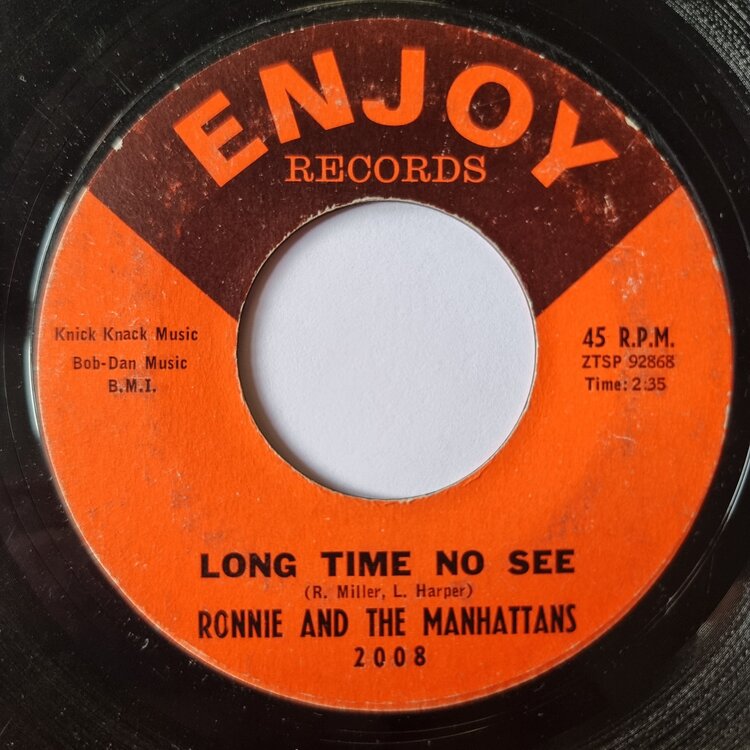 ENJOY
RECORDS
Knick Knack Music
Bob-Dan Music
B.M.I.
45 R.P.M.
ZTSP 92868
Time: 2:35
LONG TIME NO SEE
(R. Miller, L. Harper)
RONNIE AND THE MANHATTANS
2008